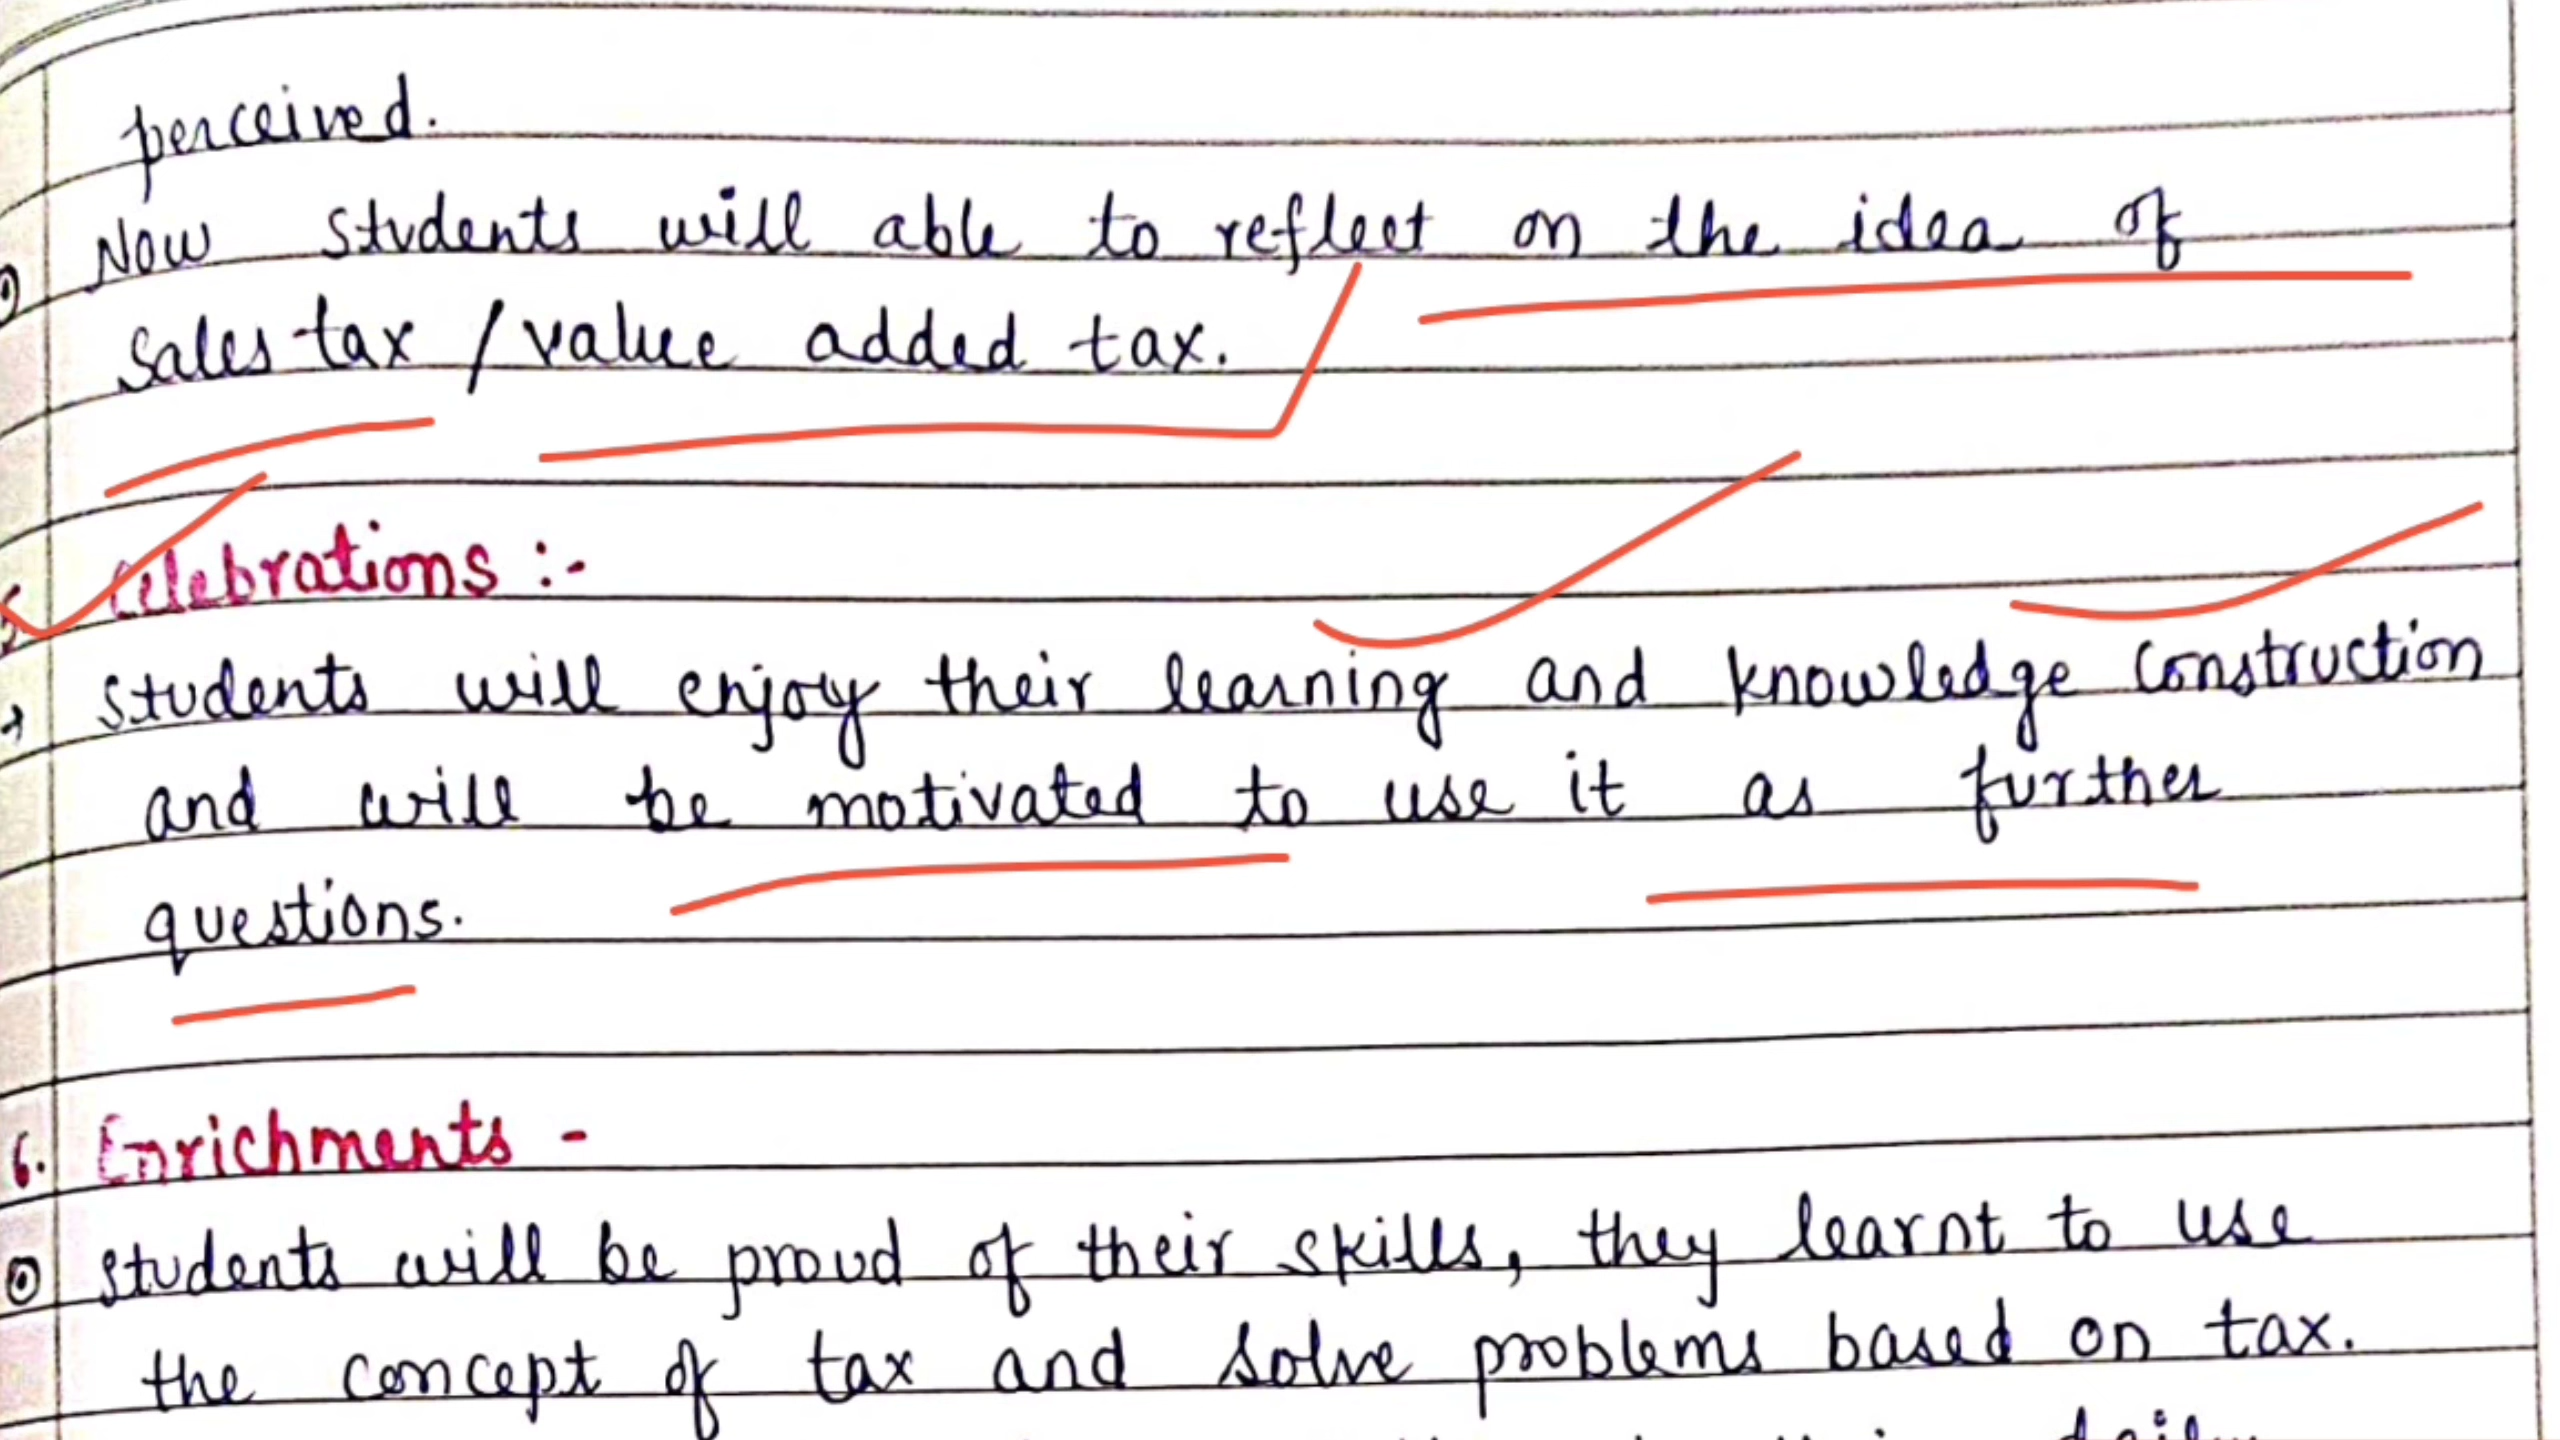 perceived.
Now students will able to reflect on the idea of
Sales tax / value added tax.
5. Celebrations :-
students will enjoy their learning and knowledge construction
and will be motivated to use it as further
questions.
6. Enrichments -
students will be proud of their skills, they learnt to use
the concept of tax and solve problems based on tax.
daily